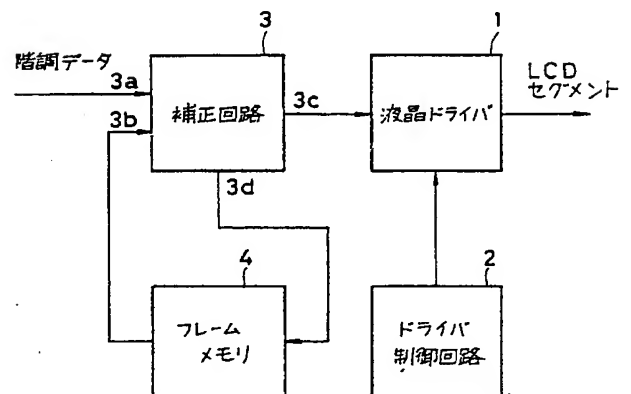 3
1
階調データ
3a
3b
補正回路
3c
液晶ドライバ
LCD
セグメント
3d
4
2
フレーム
メモリ
ドライバ
制御回路